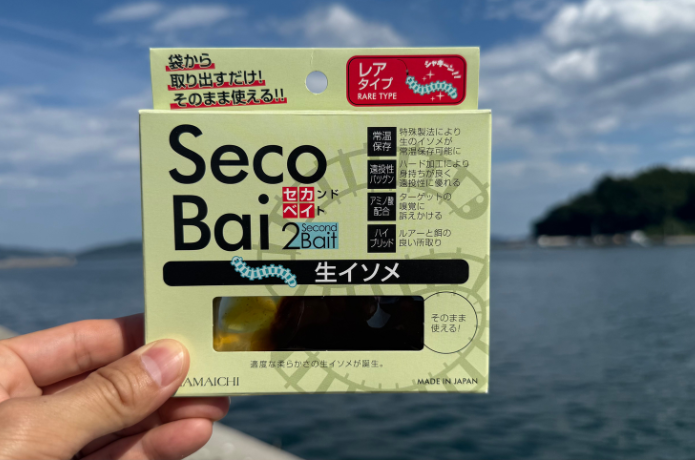 袋から
取り出すだけ!
そのまま使える!!
レア
タイプ
RARE TYPE
シャキーン!!
Seco
Bai
セカンド
ベイト
2
Second
Bait
常温
保存
特殊製法により
生のイソメが
常温保存可能に
遠投性
バツグン
ハード加工により
身持ちが良く
遠投性に優れる
アミノ酸
配合
ターゲットの
嗅覚に
訴えかける
ハイ
ブリッド
ルアーと餌の
良い所取り
生イソメ
そのまま
使える!
適度な柔らかさの生イソメが誕生。
AMAICHI
MADE IN JAPAN